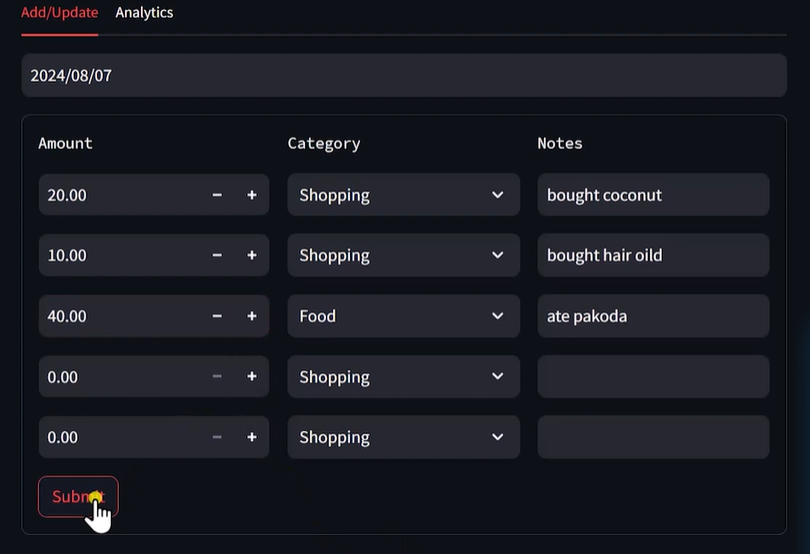 Add/Update Analytics
2024/08/07
Amount Category Notes
20.00 - + Shopping bought coconut
10.00 - + Shopping bought hair oild
40.00 - + Food ate pakoda
0.00 - + Shopping
0.00 - + Shopping
Submit